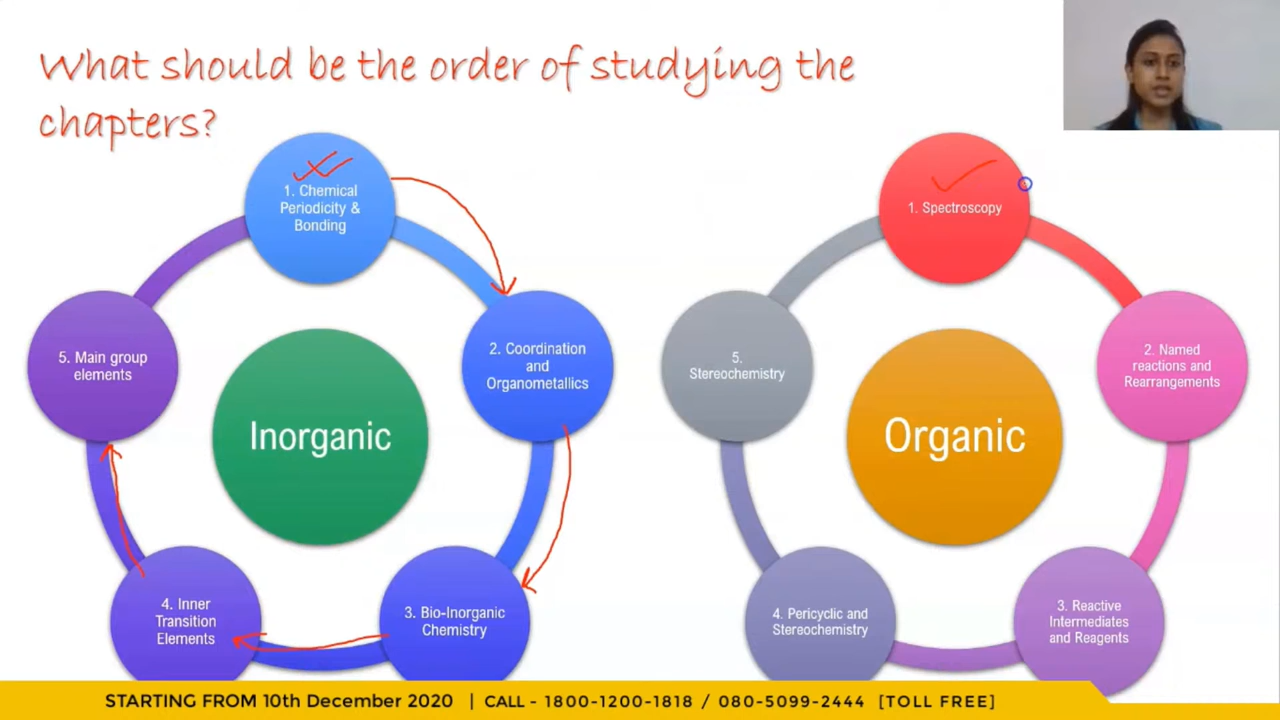 What should be the order of studying the
chapters?
1. Chemical
Periodicity &
Bonding
2. Coordination
and
Organometallics
3. Bio-Inorganic
Chemistry
4. Inner
Transition
Elements
5. Main group
elements
Inorganic
1. Spectroscopy
2. Named
reactions and
Rearrangements
3. Reactive
Intermediates
and Reagents
4. Pericyclic and
Stereochemistry
5.
Stereochemistry
Organic
STARTING FROM 10th December 2020 | CALL - 1800-1200-1818 / 080-5099-2444 [TOLL FREE]